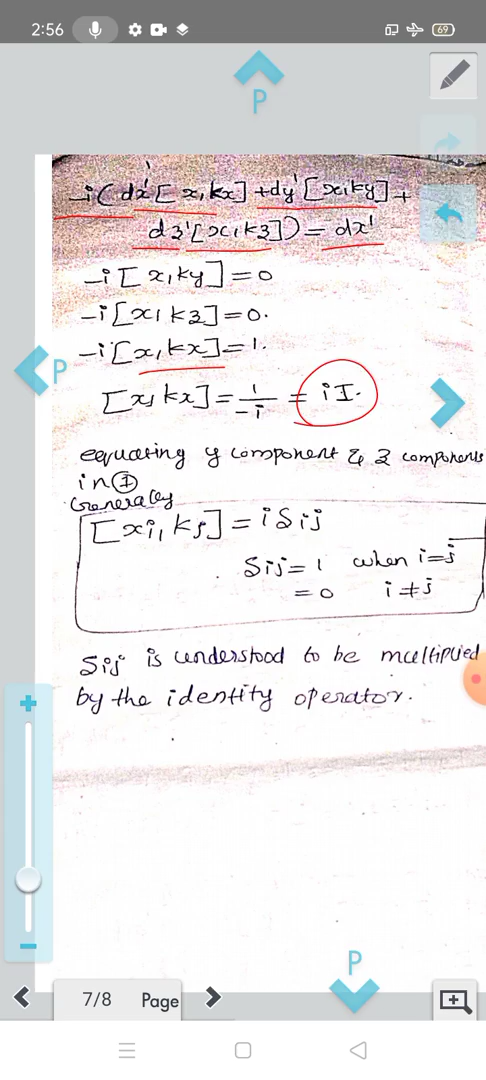 2:56
69
P
-i(dx'[x,kx]+dy'[x,ky]+
dz'[x,kz])=dx'
-i[x,ky]=0
-i[x,kz]=0.
P
-i[x,kx]=1.
[x,kx]=1/-i = iI.
equating y component & z components
in ①
Generally
[xi,kj]=iδij
δij=1 when i=j
=0 i≠j
δij is understood to be multiplied
by the identity operator.
P
7/8 Page